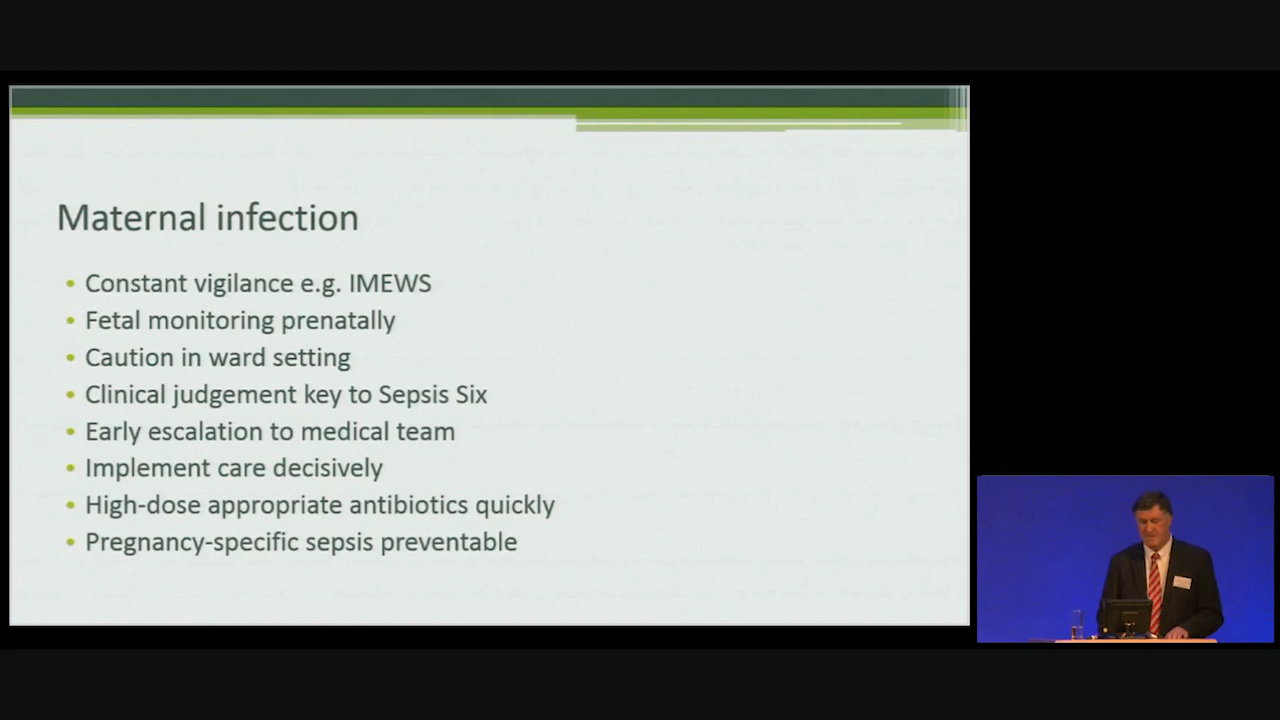 Maternal infection
• Constant vigilance e.g. IMEWS
• Fetal monitoring prenatally
• Caution in ward setting
• Clinical judgement key to Sepsis Six
• Early escalation to medical team
• Implement care decisively
• High-dose appropriate antibiotics quickly
• Pregnancy-specific sepsis preventable